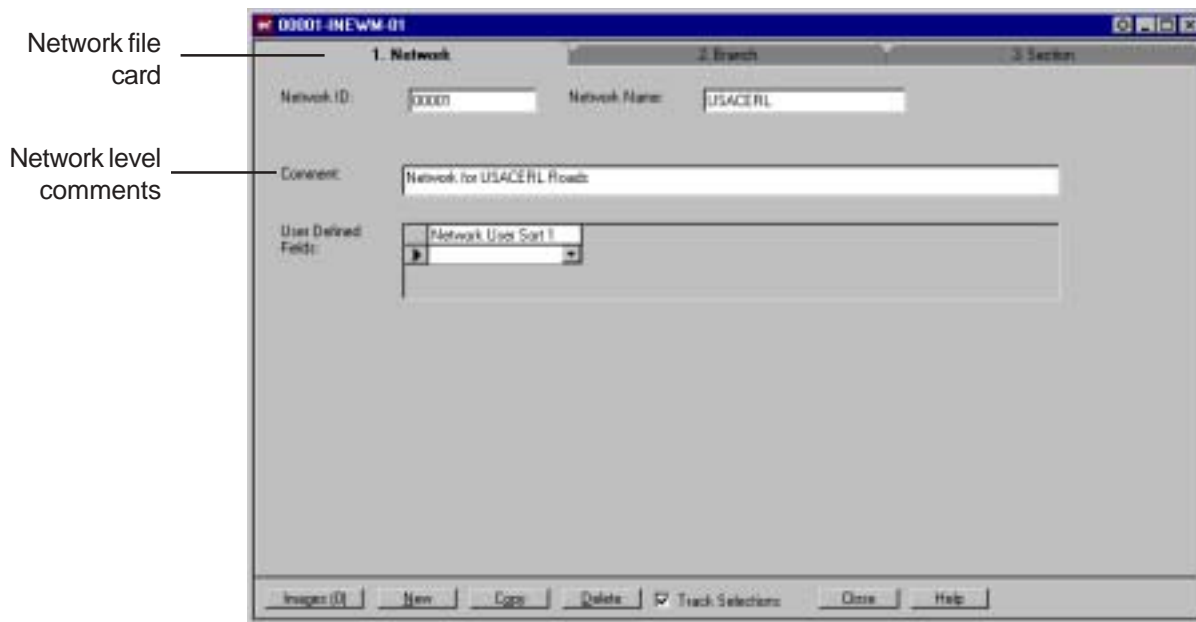 00001-INEWM-01
Network file
card
1. Network 2. Branch 3. Section
Network ID: 00001 Network Name: USACERL
Network level
comments
Comment: Network for USACERL Roads
User Defined
Fields:
Network User Sort 1
Images (0) New Copy Delete Track Selections Close Help